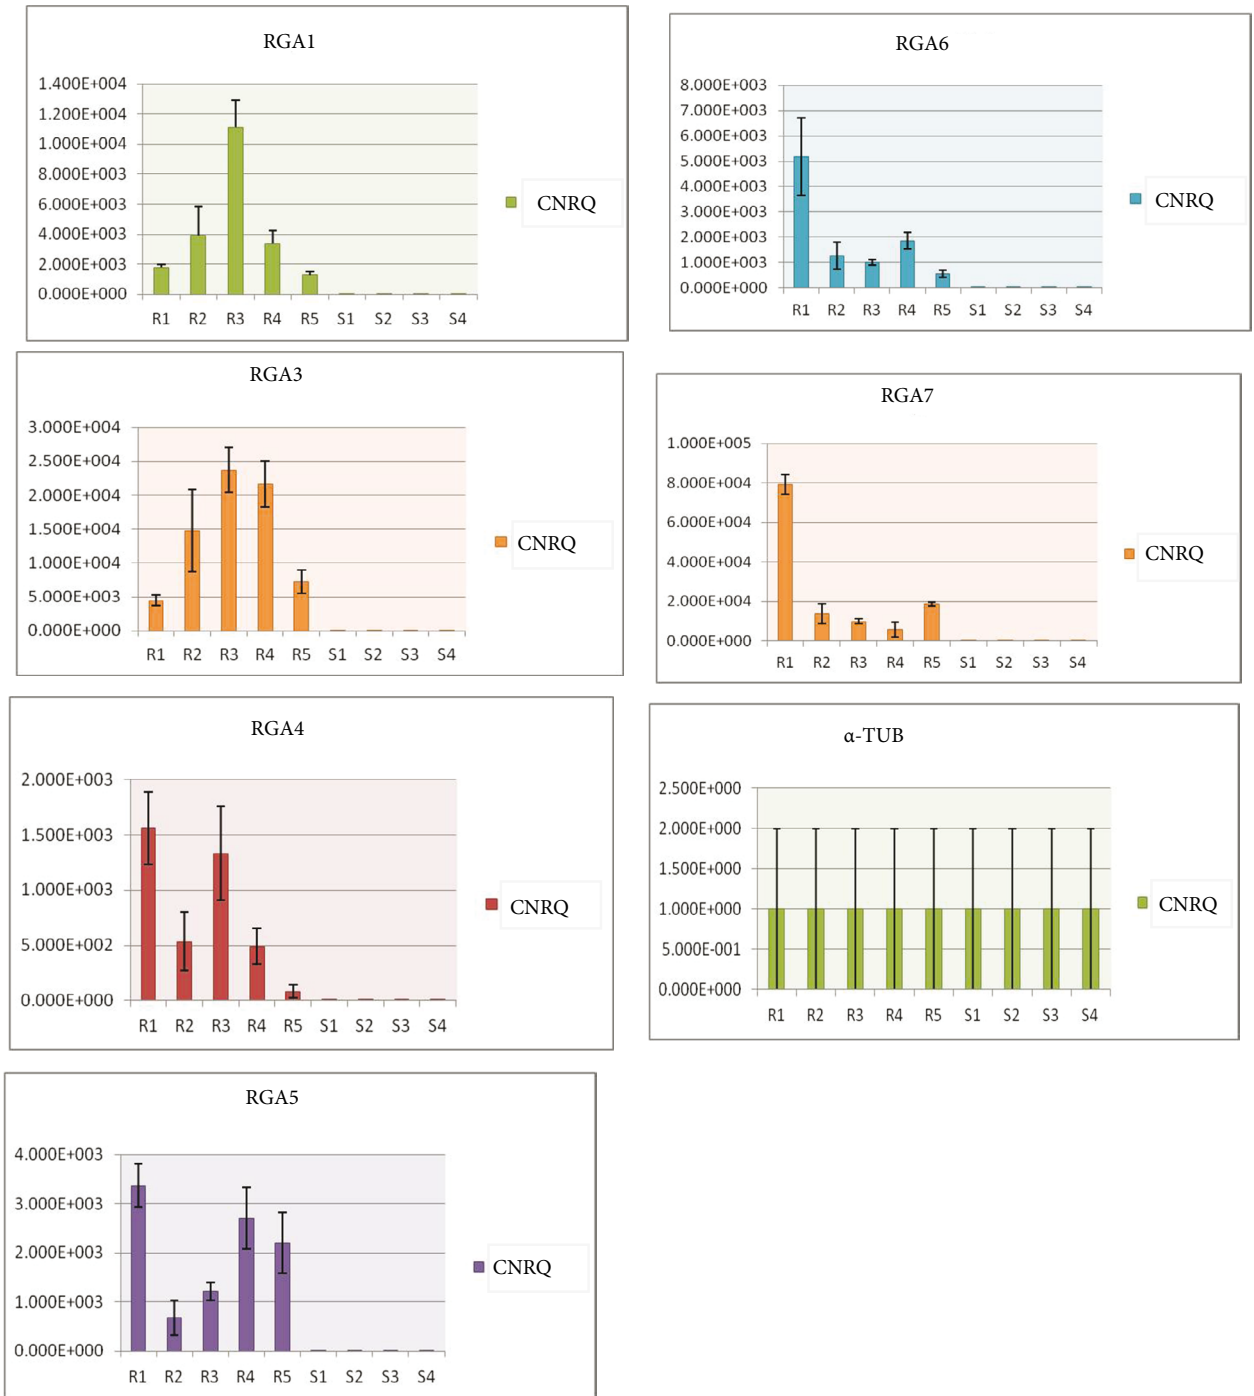 RGA1
1.400E+004
1.200E+004
1.000E+004
8.000E+003
6.000E+003
4.000E+003
2.000E+003
0.000E+000
R1 R2 R3 R4 R5 S1 S2 S3 S4
CNRQ
RGA6
8.000E+003
7.000E+003
6.000E+003
5.000E+003
4.000E+003
3.000E+003
2.000E+003
1.000E+003
0.000E+000
R1 R2 R3 R4 R5 S1 S2 S3 S4
CNRQ
RGA3
3.000E+004
2.500E+004
2.000E+004
1.500E+004
1.000E+004
5.000E+003
0.000E+000
R1 R2 R3 R4 R5 S1 S2 S3 S4
CNRQ
RGA7
1.000E+005
8.000E+004
6.000E+004
4.000E+004
2.000E+004
0.000E+000
R1 R2 R3 R4 R5 S1 S2 S3 S4
CNRQ
RGA4
2.000E+003
1.500E+003
1.000E+003
5.000E+002
0.000E+000
R1 R2 R3 R4 R5 S1 S2 S3 S4
CNRQ
α-TUB
2.500E+000
2.000E+000
1.500E+000
1.000E+000
5.000E-001
0.000E+000
R1 R2 R3 R4 R5 S1 S2 S3 S4
CNRQ
RGA5
4.000E+003
3.000E+003
2.000E+003
1.000E+003
0.000E+000
R1 R2 R3 R4 R5 S1 S2 S3 S4
CNRQ